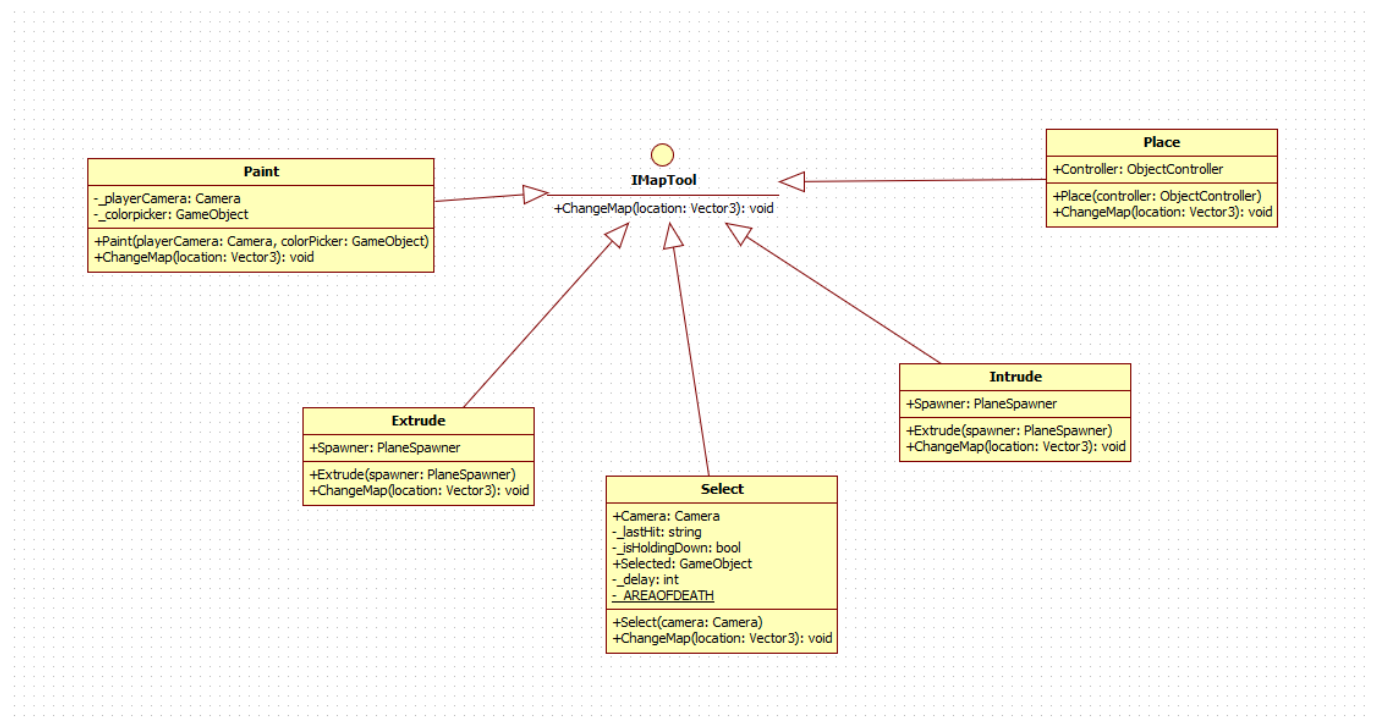 Paint
-_playerCamera: Camera
-_colorpicker: GameObject
+Paint(playerCamera: Camera, colorPicker: GameObject)
+ChangeMap(location: Vector3): void
IMapTool
+ChangeMap(location: Vector3): void
Place
+Controller: ObjectController
+Place(controller: ObjectController)
+ChangeMap(location: Vector3): void
Extrude
+Spawner: PlaneSpawner
+Extrude(spawner: PlaneSpawner)
+ChangeMap(location: Vector3): void
Select
+Camera: Camera
-_lastHit: string
-_isHoldingDown: bool
+Selected: GameObject
-_delay: int
-_AREAOFDEATH
+Select(camera: Camera)
+ChangeMap(location: Vector3): void
Intrude
+Spawner: PlaneSpawner
+Extrude(spawner: PlaneSpawner)
+ChangeMap(location: Vector3): void